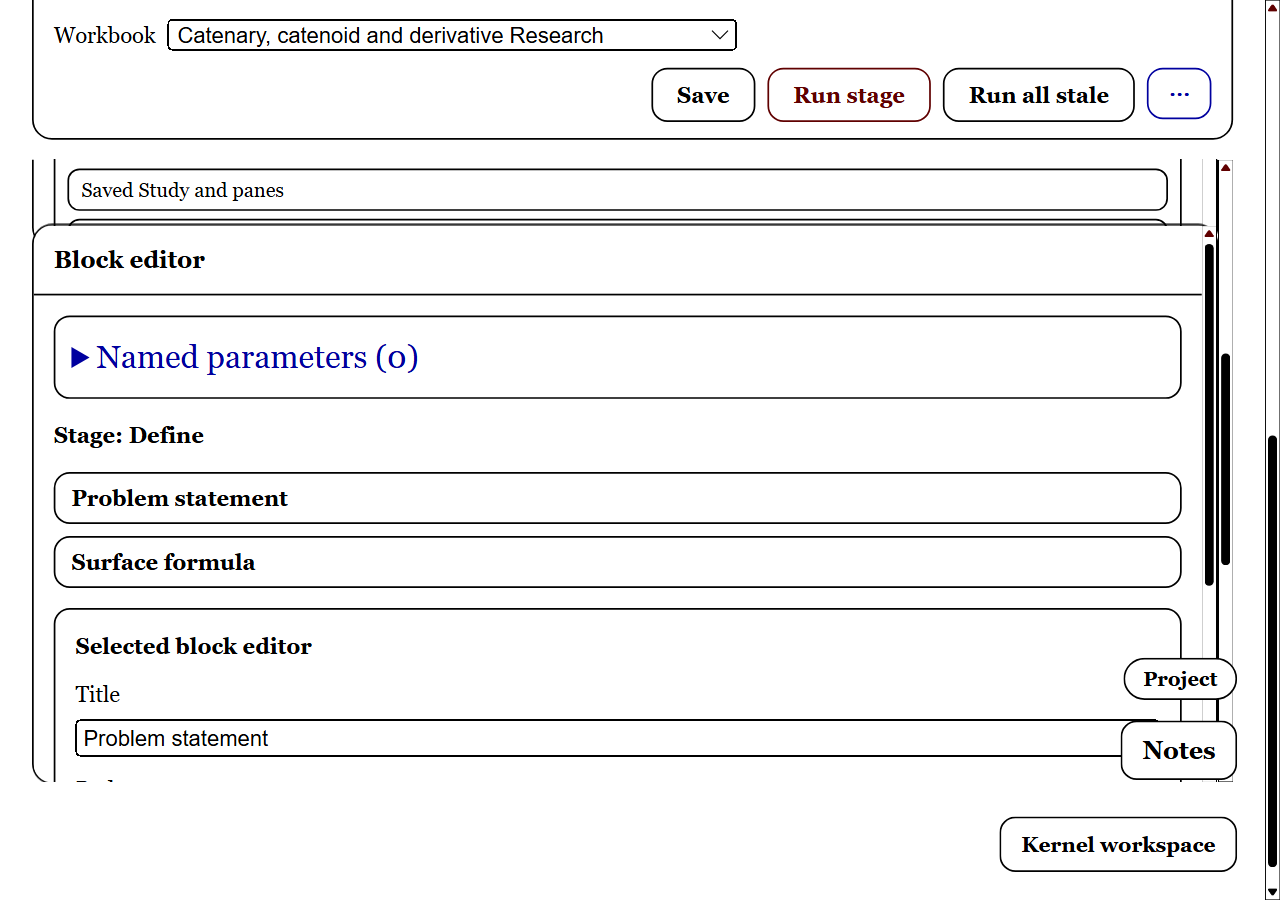 Workbook
Catenary, catenoid and derivative Research
Save
Run stage
Run all stale
...
Saved Study and panes
Block editor
Named parameters (0)
Stage: Define
Problem statement
Surface formula
Selected block editor
Title
Problem statement
Project
Notes
Kernel workspace